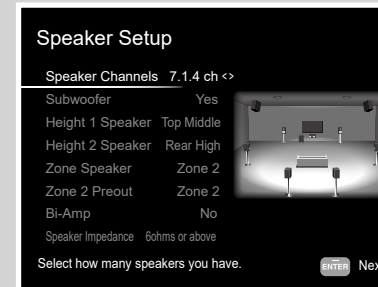 Speaker Setup
Speaker Channels 7.1.4 ch <>
Subwoofer Yes
Height 1 Speaker Top Middle
Height 2 Speaker Rear High
Zone Speaker Zone 2
Zone 2 Preout Zone 2
Bi-Amp No
Speaker Impedance 6ohms or above
Select how many speakers you have.
ENTER Nex